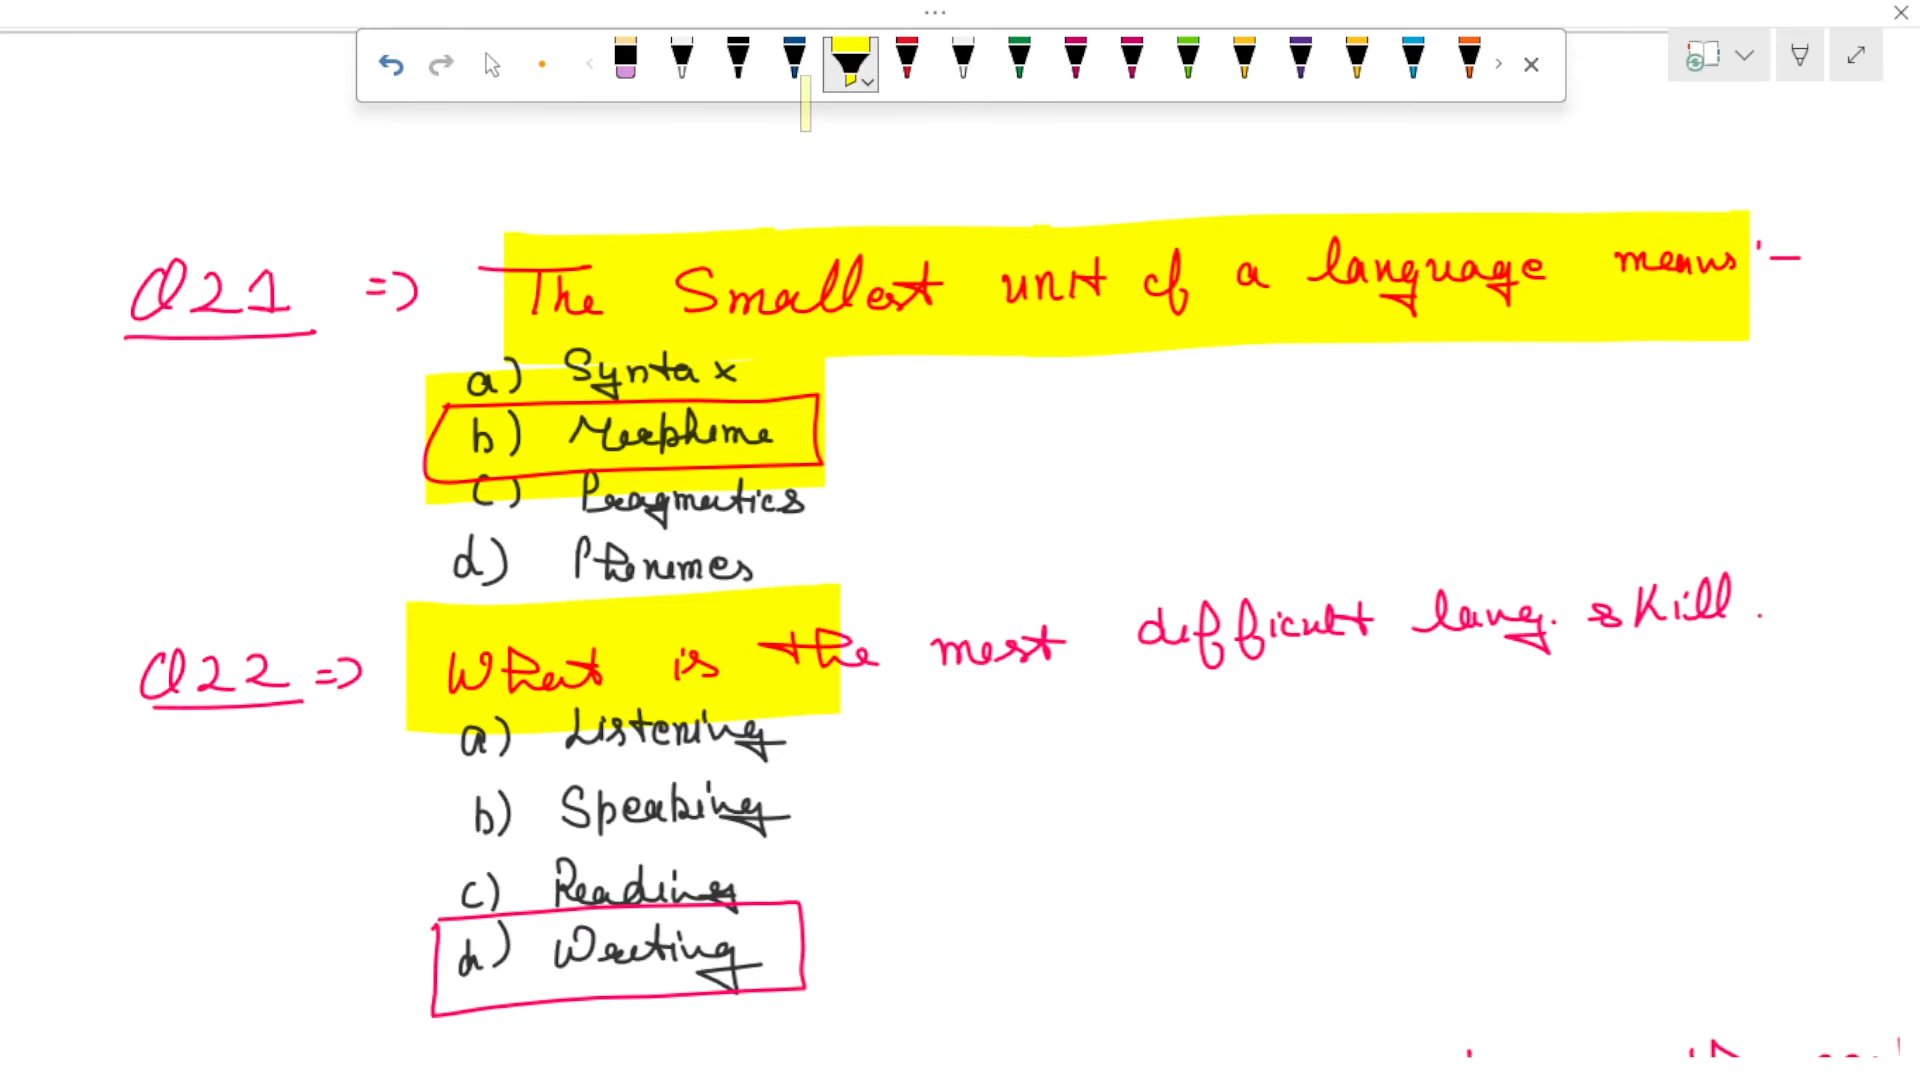 Q21 => The Smallest unit of a language means :-
a) Syntax
b) Morpheme
c) Pragmatics
d) Phonemes
Q22 => What is the most difficult lang. skill.
a) Listening
b) Speaking
c) Reading
d) Writing